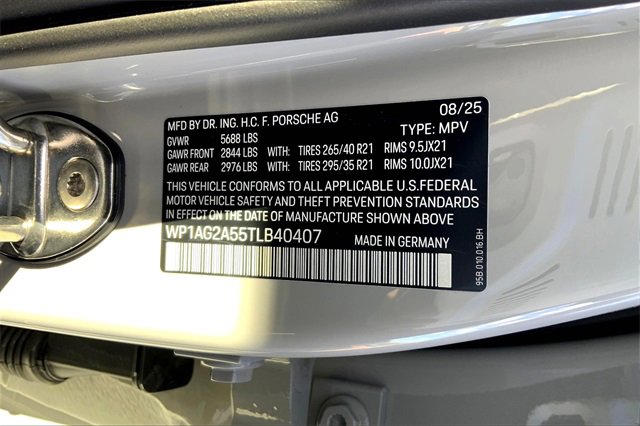 MFD BY DR. ING. H.C. F. PORSCHE AG 08/25
GVWR 5688 LBS TYPE: MPV
GAWR FRONT 2844 LBS WITH: TIRES 265/40 R21 RIMS 9.5JX21
GAWR REAR 2976 LBS WITH: TIRES 295/35 R21 RIMS 10.0JX21
THIS VEHICLE CONFORMS TO ALL APPLICABLE U.S.FEDERAL
MOTOR VEHICLE SAFETY AND THEFT PREVENTION STANDARDS
IN EFFECT ON THE DATE OF MANUFACTURE SHOWN ABOVE
WP1AG2A55TLB40407 MADE IN GERMANY
95B.010.016.BH